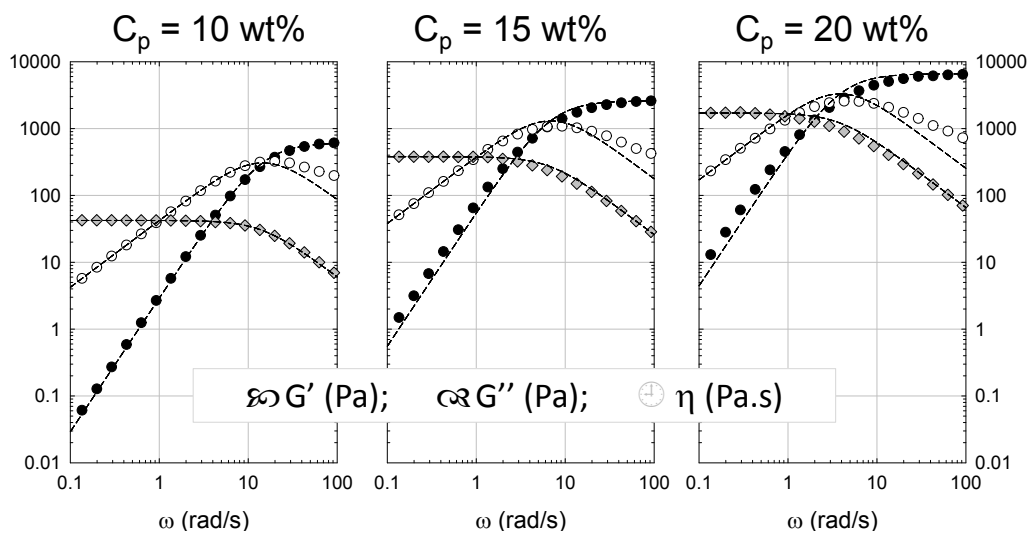 Cp = 10 wt%
Cp = 15 wt%
Cp = 20 wt%
10000
1000
100
10
1
0.1
0.01
10000
1000
100
10
1
0.1
0.01
G' (Pa); G'' (Pa); η (Pa.s)
0.1 1 10 100
0.1 1 10 100
0.1 1 10 100
ω (rad/s)
ω (rad/s)
ω (rad/s)